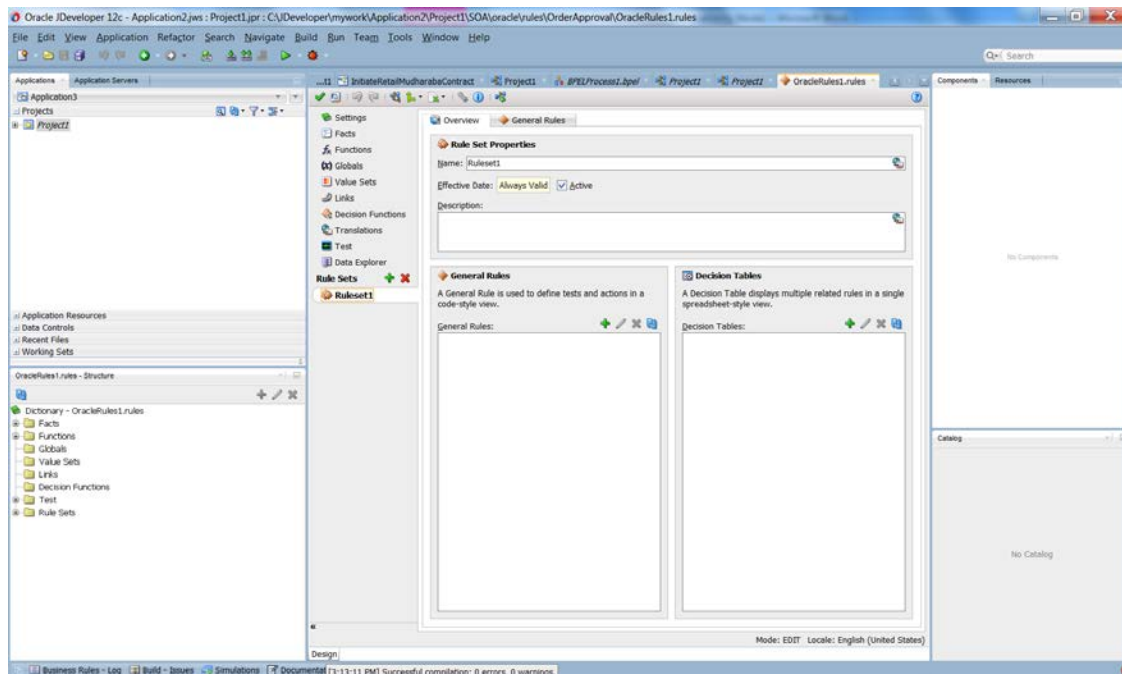 Oracle JDeveloper 12c - Application2.jws : Project1.jpr : C:\JDeveloper\mywork\Application2\Project1\SOA\oracle\rules\OrderApproval\OracleRules1.rules
File Edit View Application Refactor Search Navigate Build Run Team Tools Window Help
Search
Applications Application Servers
Application3
Projects
Project1
Application Resources
Data Controls
Recent Files
Working Sets
OracleRules1.rules - Structure
Dictionary - OracleRules1.rules
Facts
Functions
Globals
Value Sets
Links
Decision Functions
Test
Rule Sets
...t1 InitiateRetailMudharabaContract Project1 BPELProcess1.bpel Project1 Project1 OracleRules1.rules
Settings
Facts
Functions
Globals
Value Sets
Links
Decision Functions
Translations
Test
Data Explorer
Rule Sets
Ruleset1
Overview General Rules
Rule Set Properties
Name: Ruleset1
Effective Date: Always Valid Active
Description:
General Rules
A General Rule is used to define tests and actions in a
code-style view.
General Rules:
Decision Tables
A Decision Table displays multiple related rules in a single
spreadsheet-style view.
Decision Tables:
Mode: EDIT Locale: English (United States)
Design
Components Resources
No Components
Catalog
No Catalog
Business Rules - Log Build - Issues Simulations Documentat [3:13:11 PM] Successful compilation: 0 errors, 0 warnings.